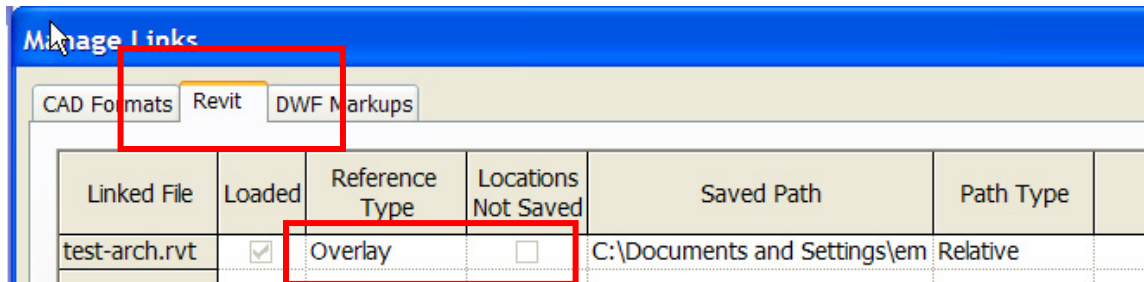 Manage Links
CAD Formats Revit DWF Markups
Linked File Loaded Reference Type Locations Not Saved Saved Path Path Type
test-arch.rvt Overlay C:\Documents and Settings\em Relative